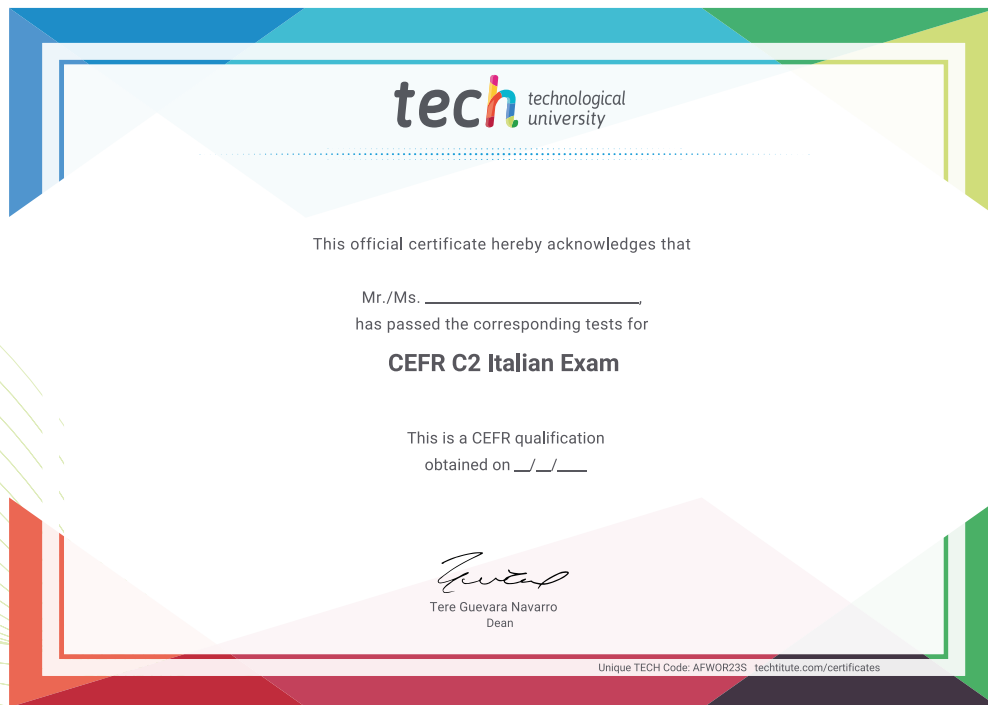 tech technological
university
This official certificate hereby acknowledges that
Mr./Ms. ______________________,
has passed the corresponding tests for
CEFR C2 Italian Exam
This is a CEFR qualification
obtained on __/__/____
Tere Guevara Navarro
Dean
Unique TECH Code: AFWOR23S techtitute.com/certificates